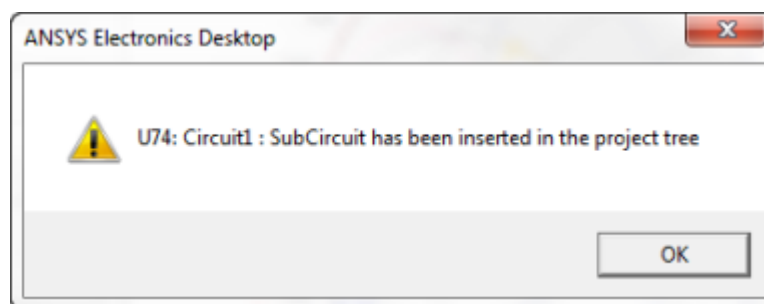 ANSYS Electronics Desktop
U74: Circuit1 : SubCircuit has been inserted in the project tree
OK